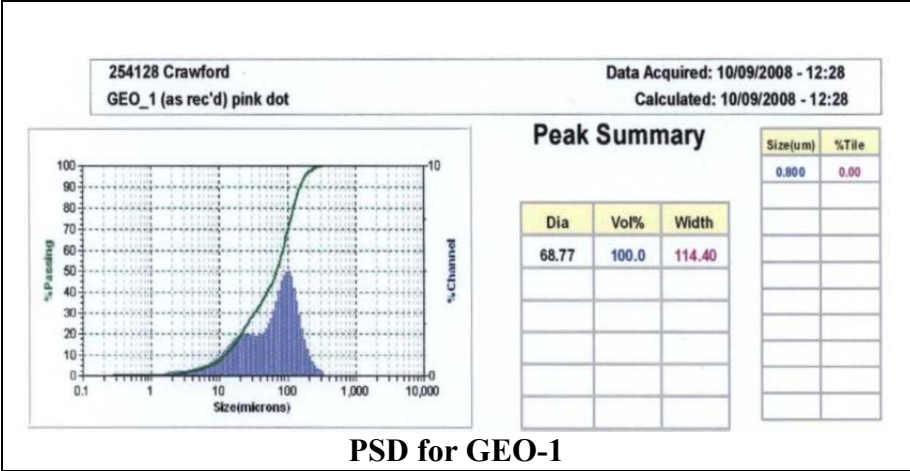 254128 Crawford
Data Acquired: 10/09/2008 - 12:28
GEO_1 (as rec'd) pink dot
Calculated: 10/09/2008 - 12:28
Peak Summary
Size(um) %Tile
0.800 0.00
Dia Vol% Width
68.77 100.0 114.40
%Passing
100
90
80
70
60
50
40
30
20
10
0
10
0
%Channel
0.1 1 10 100 1,000 10,000
Size(microns)
PSD for GEO-1